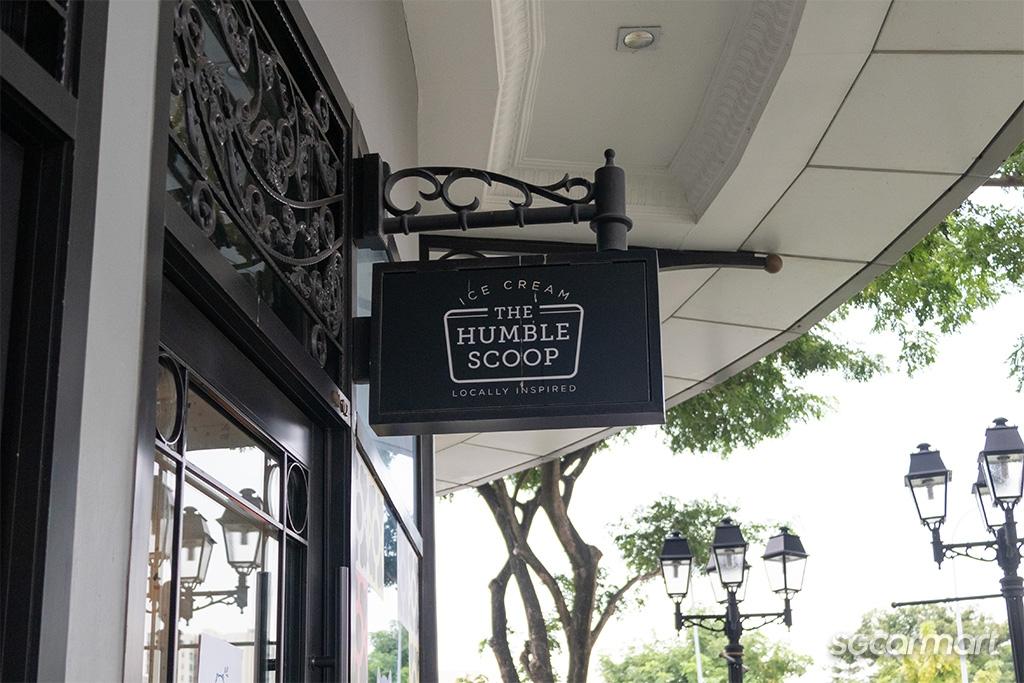 ICE CREAM
THE
HUMBLE
SCOOP
LOCALLY INSPIRED
sgcarmart